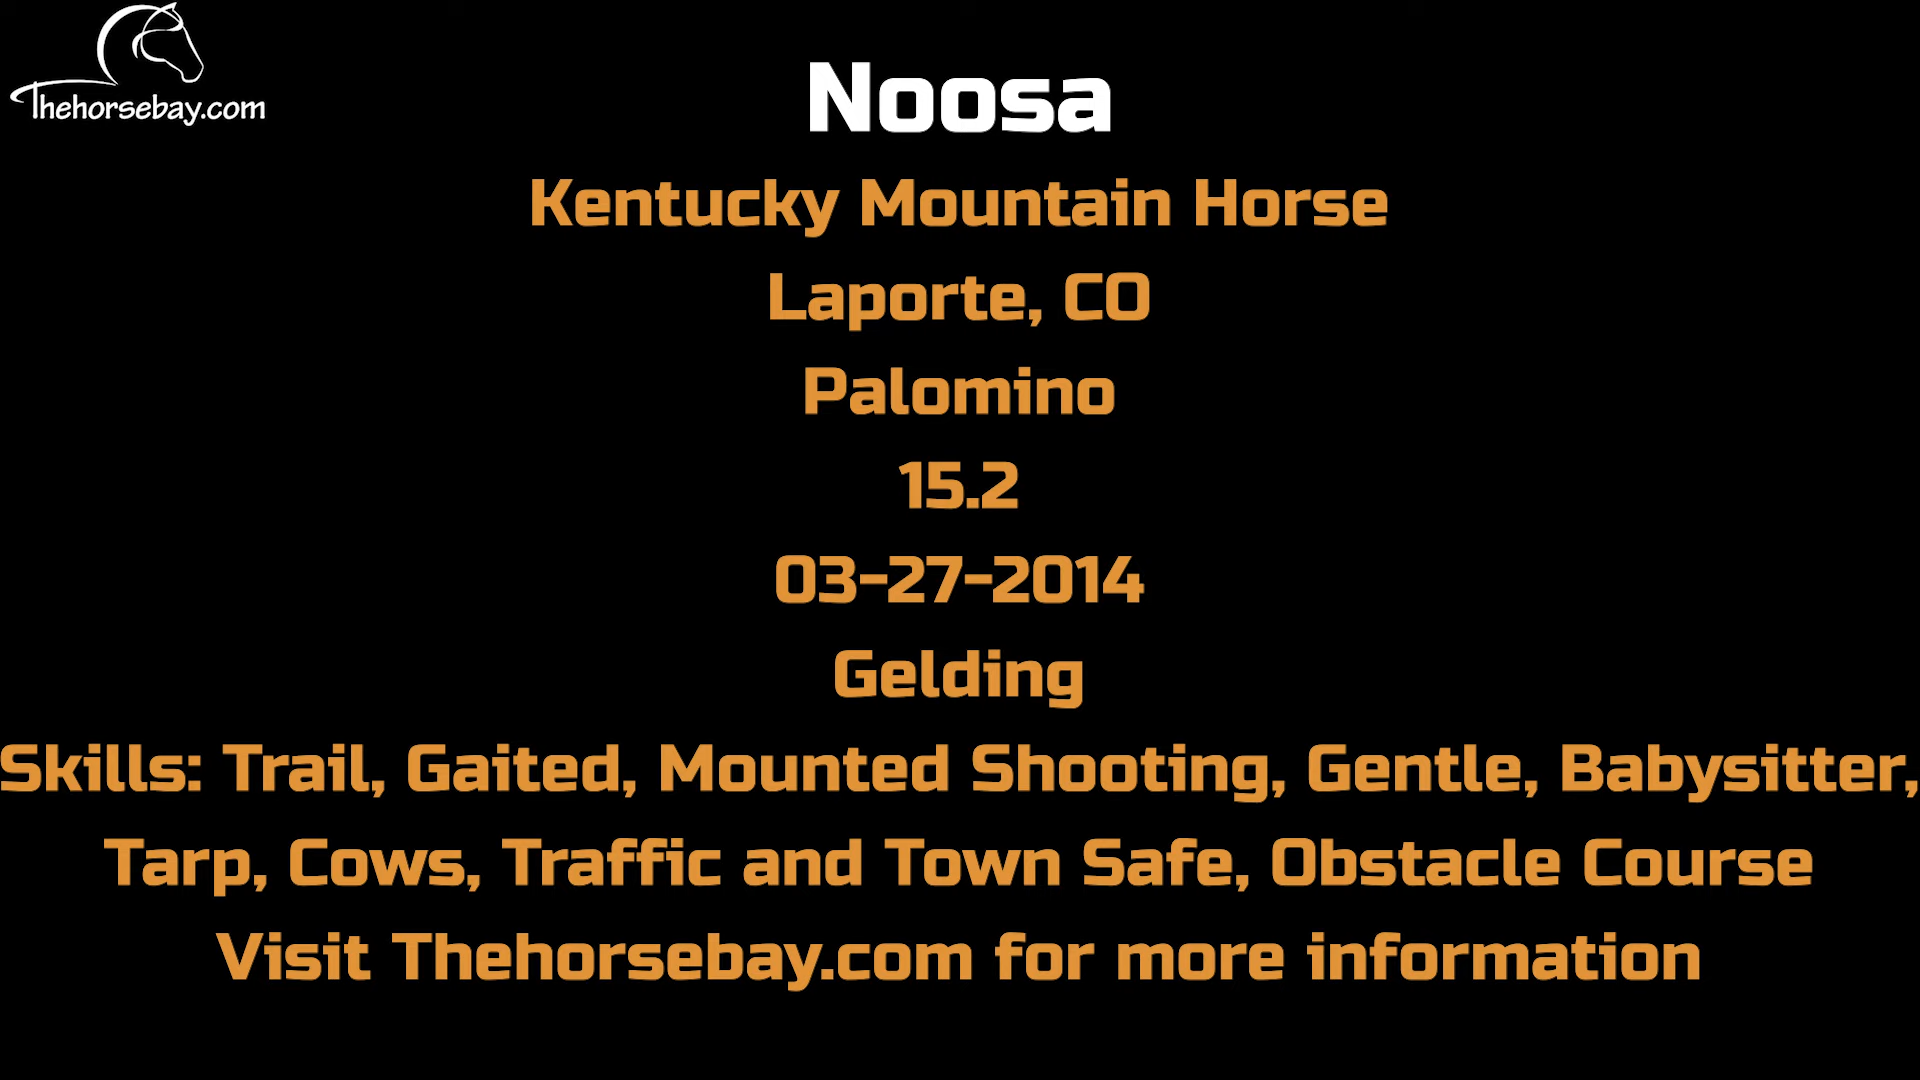 Thehorsebay.com
Noosa
Kentucky Mountain Horse
Laporte, CO
Palomino
15.2
03-27-2014
Gelding
Skills: Trail, Gaited, Mounted Shooting, Gentle, Babysitter,
Tarp, Cows, Traffic and Town Safe, Obstacle Course
Visit Thehorsebay.com for more information